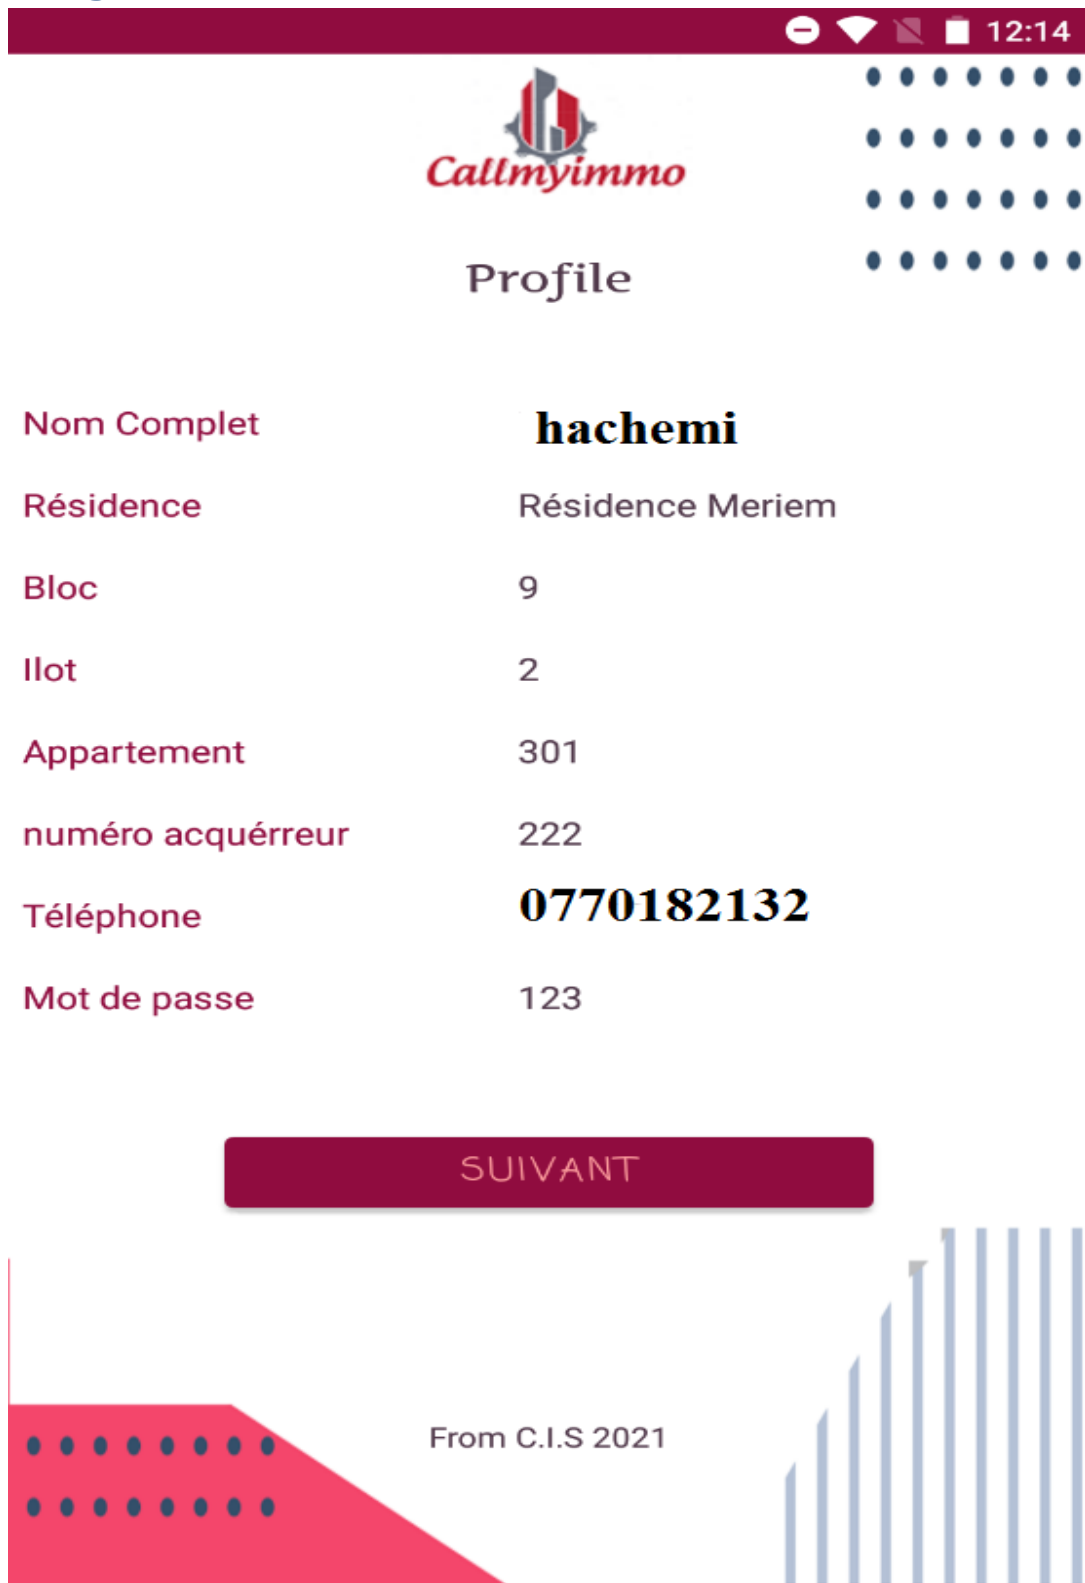 12:14
Callmyimmo
Profile
Nom Complet hachemi
Résidence Résidence Meriem
Bloc 9
Ilot 2
Appartement 301
numéro acquérreur 222
Téléphone 0770182132
Mot de passe 123
SUIVANT
From C.I.S 2021